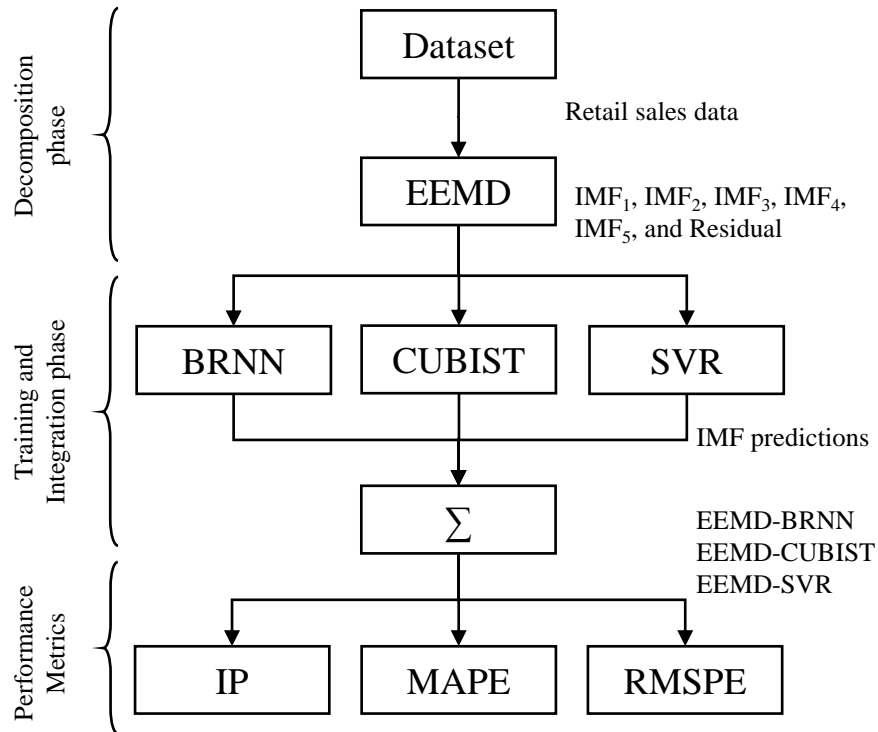 Decomposition
phase
Dataset
Retail sales data
EEMD
IMF₁, IMF₂, IMF₃, IMF₄,
IMF₅, and Residual
Training and
Integration phase
BRNN
CUBIST
SVR
IMF predictions
∑
EEMD-BRNN
EEMD-CUBIST
EEMD-SVR
Performance
Metrics
IP
MAPE
RMSPE